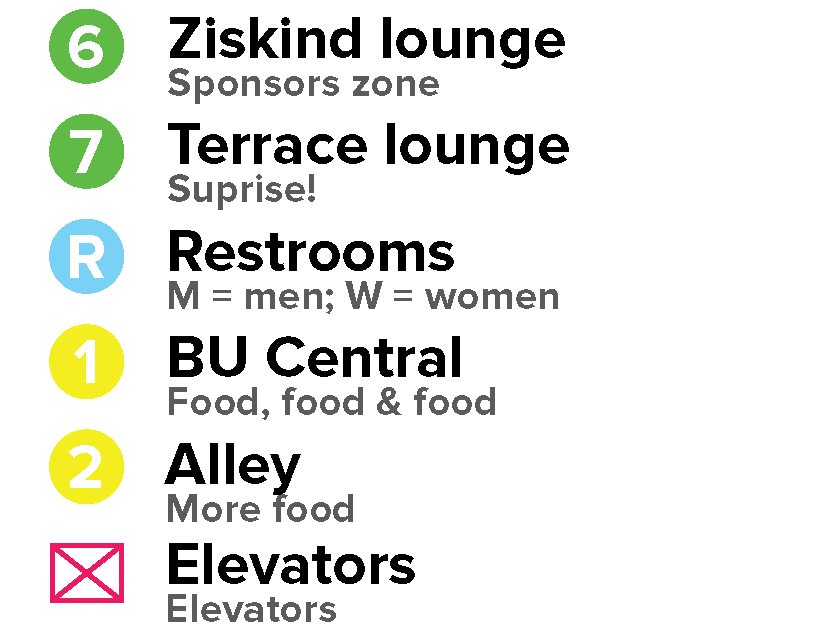 6 Ziskind lounge
Sponsors zone
7 Terrace lounge
Suprise!
R Restrooms
M = men; W = women
1 BU Central
Food, food & food
2 Alley
More food
Elevators
Elevators